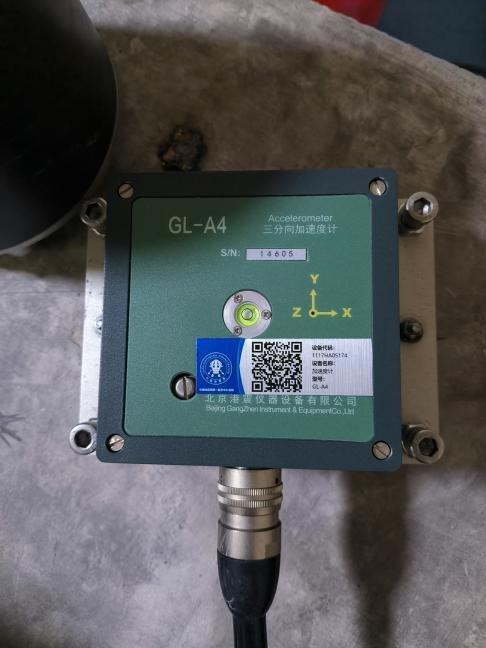 GL-A4
Accelerometer
三分向加速度计
S/N:
14605
Y
Z
X
设备代码:
1117HA05174
设备名称:
加速度计
型号:
GL-A4
北京港震仪器设备有限公司
Beijing GangZhen Instrument & EquipmentCo.,Ltd